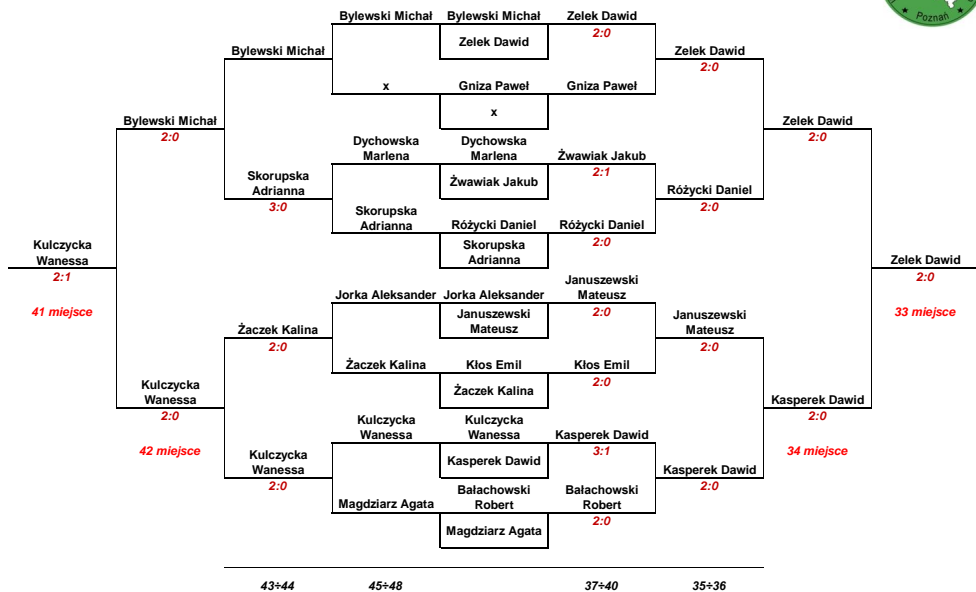 Poznań
Bylewski Michał
Bylewski Michał
Zelek Dawid
Zelek Dawid
2:0
Bylewski Michał
Zelek Dawid
2:0
x
Gniza Paweł
Gniza Paweł
x
Bylewski Michał
2:0
Zelek Dawid
2:0
Dychowska
Marlena
Dychowska
Marlena
Żwawiak Jakub
2:1
Żwawiak Jakub
Skorupska
Adrianna
3:0
Różycki Daniel
2:0
Skorupska
Adrianna
Różycki Daniel
Różycki Daniel
2:0
Skorupska
Adrianna
Kulczycka
Wanessa
2:1
Zelek Dawid
2:0
41 miejsce
33 miejsce
Jorka Aleksander
Jorka Aleksander
Januszewski
Mateusz
2:0
Januszewski
Mateusz
Żaczek Kalina
2:0
Januszewski
Mateusz
2:0
Żaczek Kalina
Kłos Emil
Kłos Emil
2:0
Żaczek Kalina
Kulczycka
Wanessa
2:0
Kasperek Dawid
2:0
42 miejsce
34 miejsce
Kulczycka
Wanessa
Kulczycka
Wanessa
Kasperek Dawid
3:1
Kasperek Dawid
Kulczycka
Wanessa
2:0
Kasperek Dawid
2:0
Magdziarz Agata
Bałachowski
Robert
Bałachowski
Robert
2:0
Magdziarz Agata
43÷44
45÷48
37÷40
35÷36